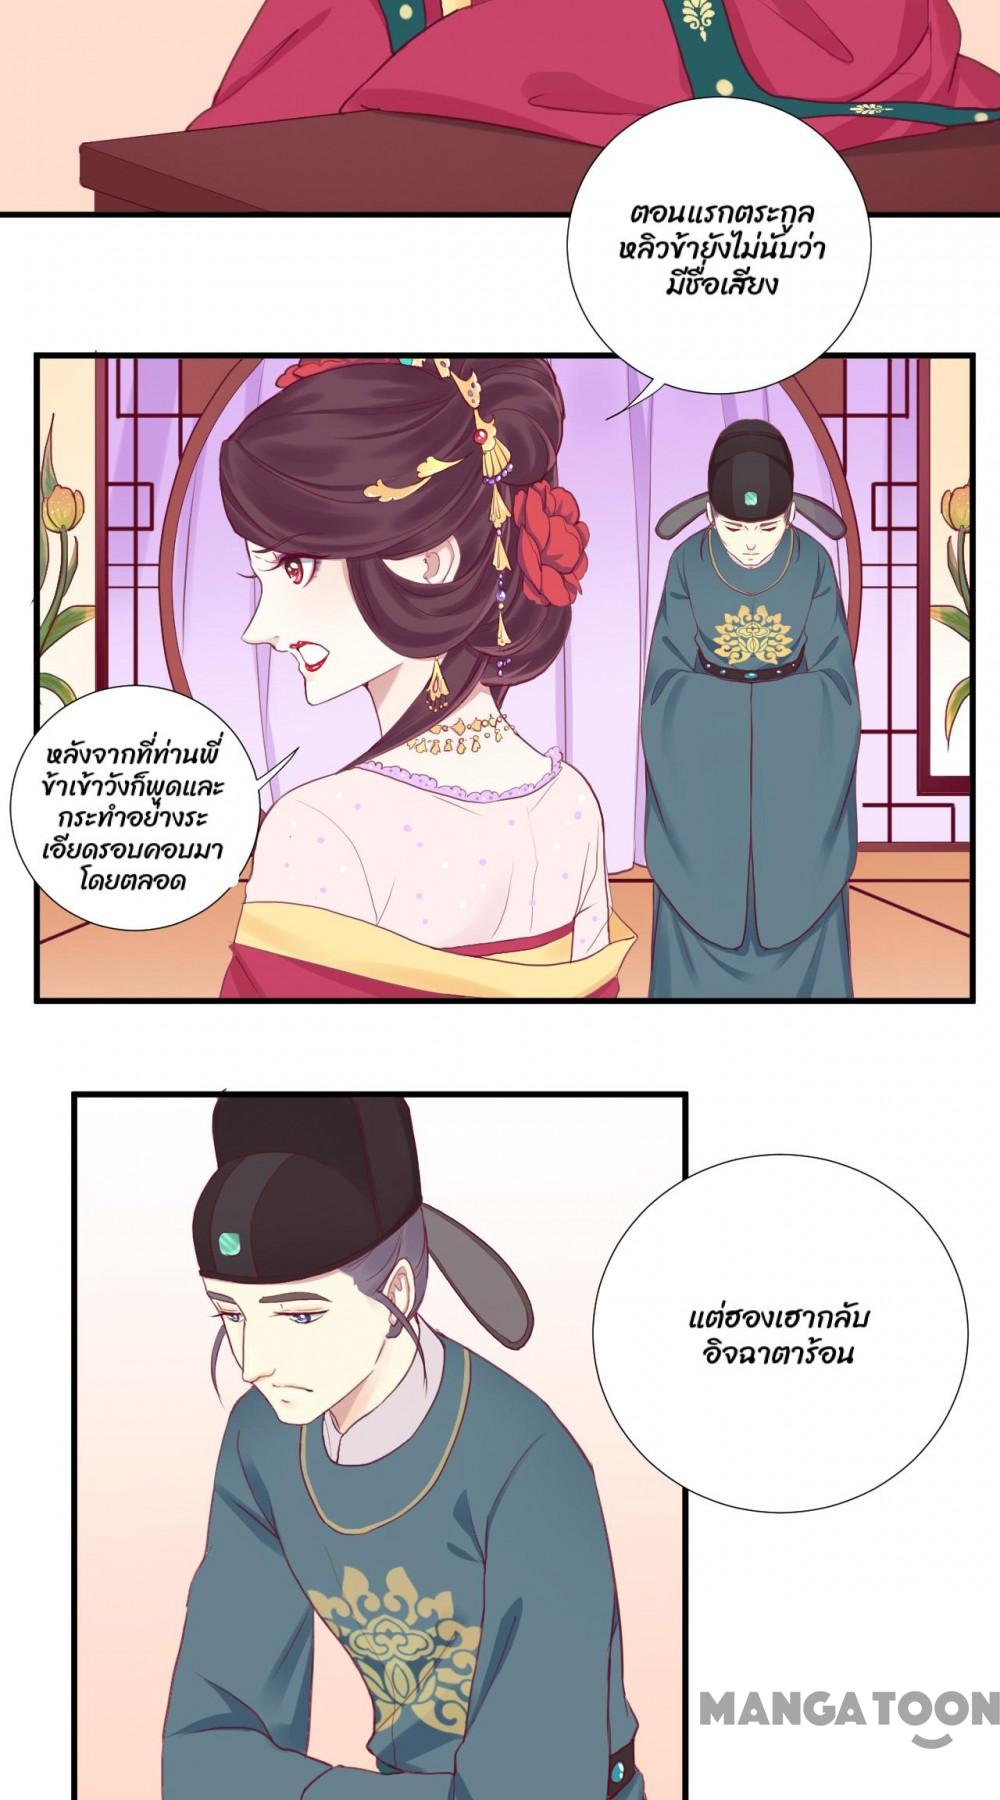 ตอนแรกตระกูล
หลิวข้ายังไม่นับว่า
มีชื่อเสียง
หลังจากที่ท่านพี่
ข้าเข้าวังก็พูดและ
กระทำอย่างระ
เอียดรอบคอบมา
โดยตลอด
แต่ฮองเฮากลับ
อิจฉาตาร้อน
MANGATOON